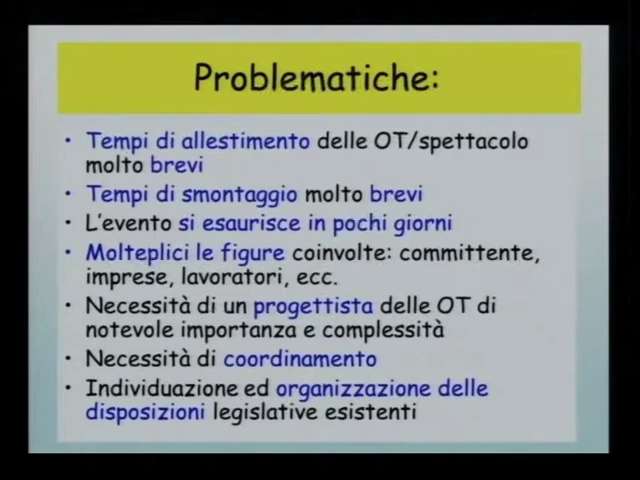 Problematiche:
• Tempi di allestimento delle OT/spettacolo
molto brevi
• Tempi di smontaggio molto brevi
• L'evento si esaurisce in pochi giorni
• Molteplici le figure coinvolte: committente,
imprese, lavoratori, ecc.
• Necessità di un progettista delle OT di
notevole importanza e complessità
• Necessità di coordinamento
• Individuazione ed organizzazione delle
disposizioni legislative esistenti